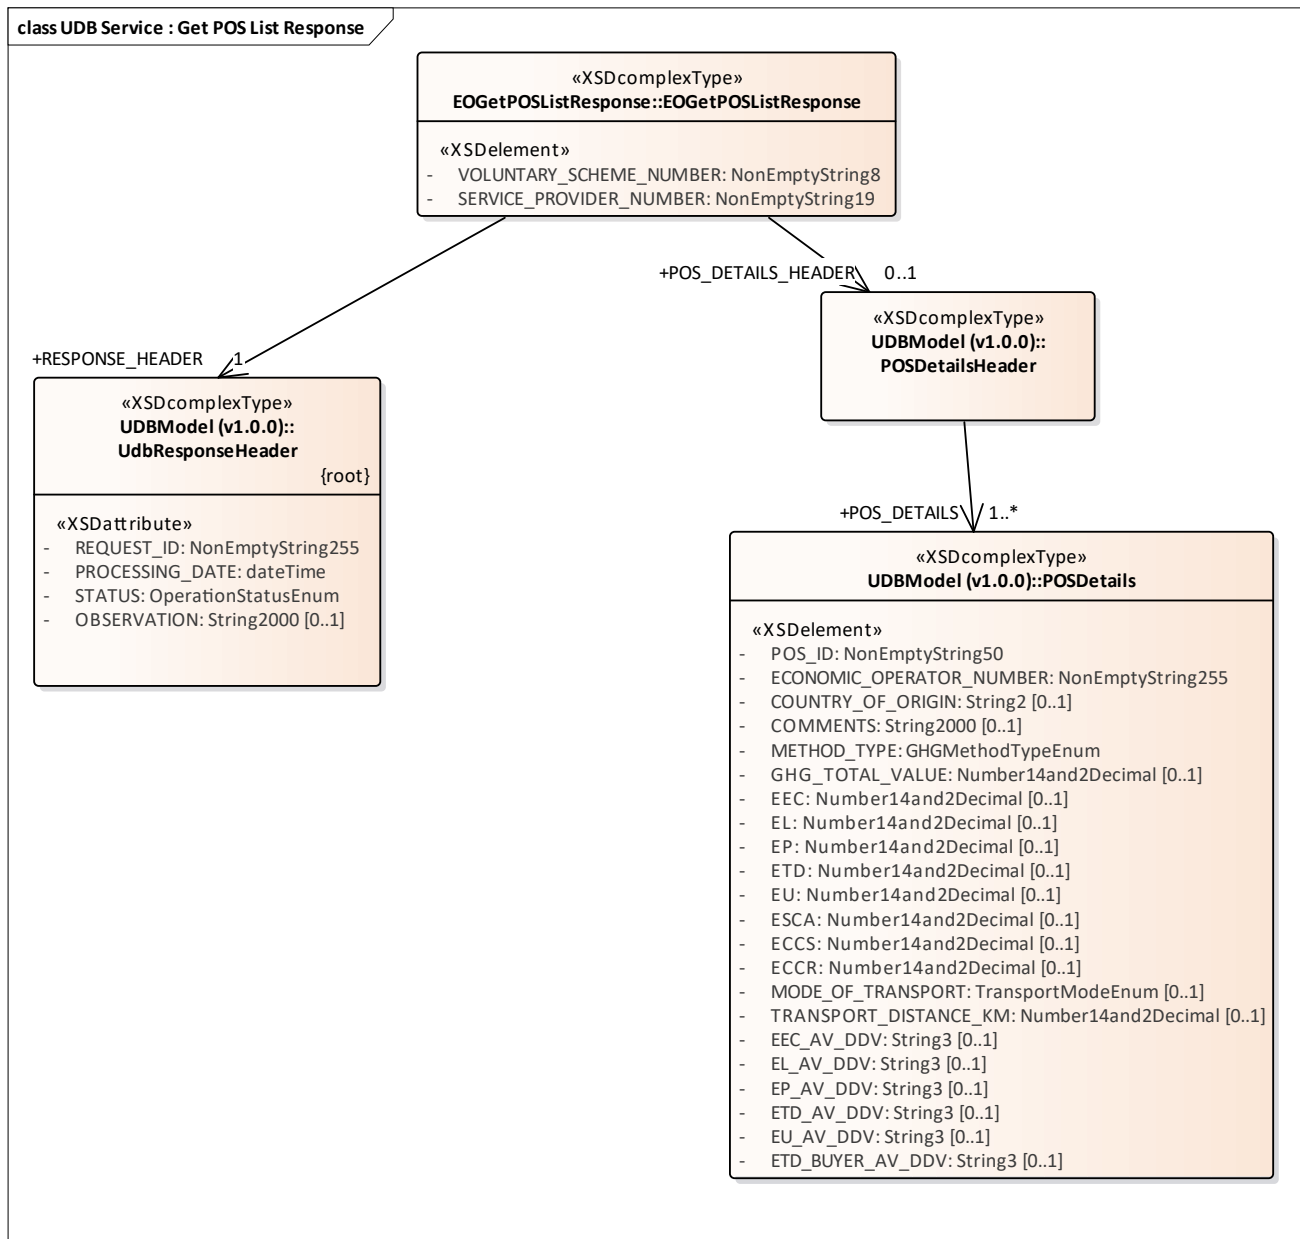 class UDB Service : Get POS List Response
«XSDcomplexType»
EOGetPOSListResponse::EOGetPOSListResponse
«XSDelement»
- VOLUNTARY_SCHEME_NUMBER: NonEmptyString8
- SERVICE_PROVIDER_NUMBER: NonEmptyString19
+POS_DETAILS_HEADER 0..1
«XSDcomplexType»
UDBModel (v1.0.0)::
POSDetailsHeader
+RESPONSE_HEADER 1
«XSDcomplexType»
UDBModel (v1.0.0)::
UdbResponseHeader
{root}
«XSDattribute»
- REQUEST_ID: NonEmptyString255
- PROCESSING_DATE: dateTime
- STATUS: OperationStatusEnum
- OBSERVATION: String2000 [0..1]
+POS_DETAILS 1..*
«XSDcomplexType»
UDBModel (v1.0.0)::POSDetails
«XSDelement»
- POS_ID: NonEmptyString50
- ECONOMIC_OPERATOR_NUMBER: NonEmptyString255
- COUNTRY_OF_ORIGIN: String2 [0..1]
- COMMENTS: String2000 [0..1]
- METHOD_TYPE: GHGMethodTypeEnum
- GHG_TOTAL_VALUE: Number14and2Decimal [0..1]
- EEC: Number14and2Decimal [0..1]
- EL: Number14and2Decimal [0..1]
- EP: Number14and2Decimal [0..1]
- ETD: Number14and2Decimal [0..1]
- EU: Number14and2Decimal [0..1]
- ESCA: Number14and2Decimal [0..1]
- ECCS: Number14and2Decimal [0..1]
- ECCR: Number14and2Decimal [0..1]
- MODE_OF_TRANSPORT: TransportModeEnum [0..1]
- TRANSPORT_DISTANCE_KM: Number14and2Decimal [0..1]
- EEC_AV_DDV: String3 [0..1]
- EL_AV_DDV: String3 [0..1]
- EP_AV_DDV: String3 [0..1]
- ETD_AV_DDV: String3 [0..1]
- EU_AV_DDV: String3 [0..1]
- ETD_BUYER_AV_DDV: String3 [0..1]